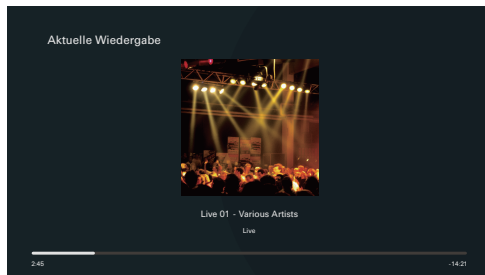 Aktuelle Wiedergabe
Live 01 - Various Artists
Live
2:45
-14:21